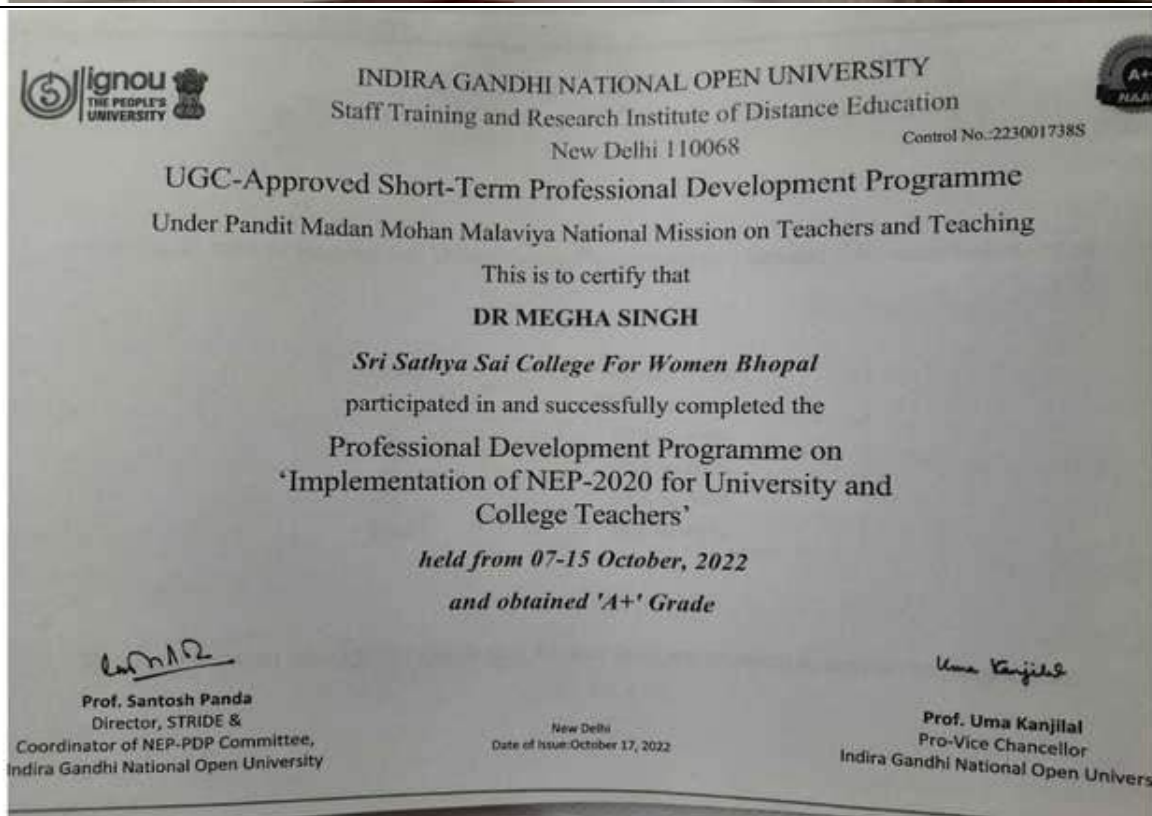 ignou
THE PEOPLE'S
UNIVERSITY
INDIRA GANDHI NATIONAL OPEN UNIVERSITY
Staff Training and Research Institute of Distance Education
New Delhi 110068
Control No.:223001738S
A+
UGC-Approved Short-Term Professional Development Programme
Under Pandit Madan Mohan Malaviya National Mission on Teachers and Teaching
This is to certify that
DR MEGHA SINGH
Sri Sathya Sai College For Women Bhopal
participated in and successfully completed the
Professional Development Programme on
‘Implementation of NEP-2020 for University and
College Teachers’
held from 07-15 October, 2022
and obtained 'A+' Grade
Prof. Santosh Panda
Director, STRIDE &
Coordinator of NEP-PDP Committee,
Indira Gandhi National Open University
New Delhi
Date of Issue:October 17, 2022
Uma Kanjilal
Prof. Uma Kanjilal
Pro-Vice Chancellor
Indira Gandhi National Open Univers